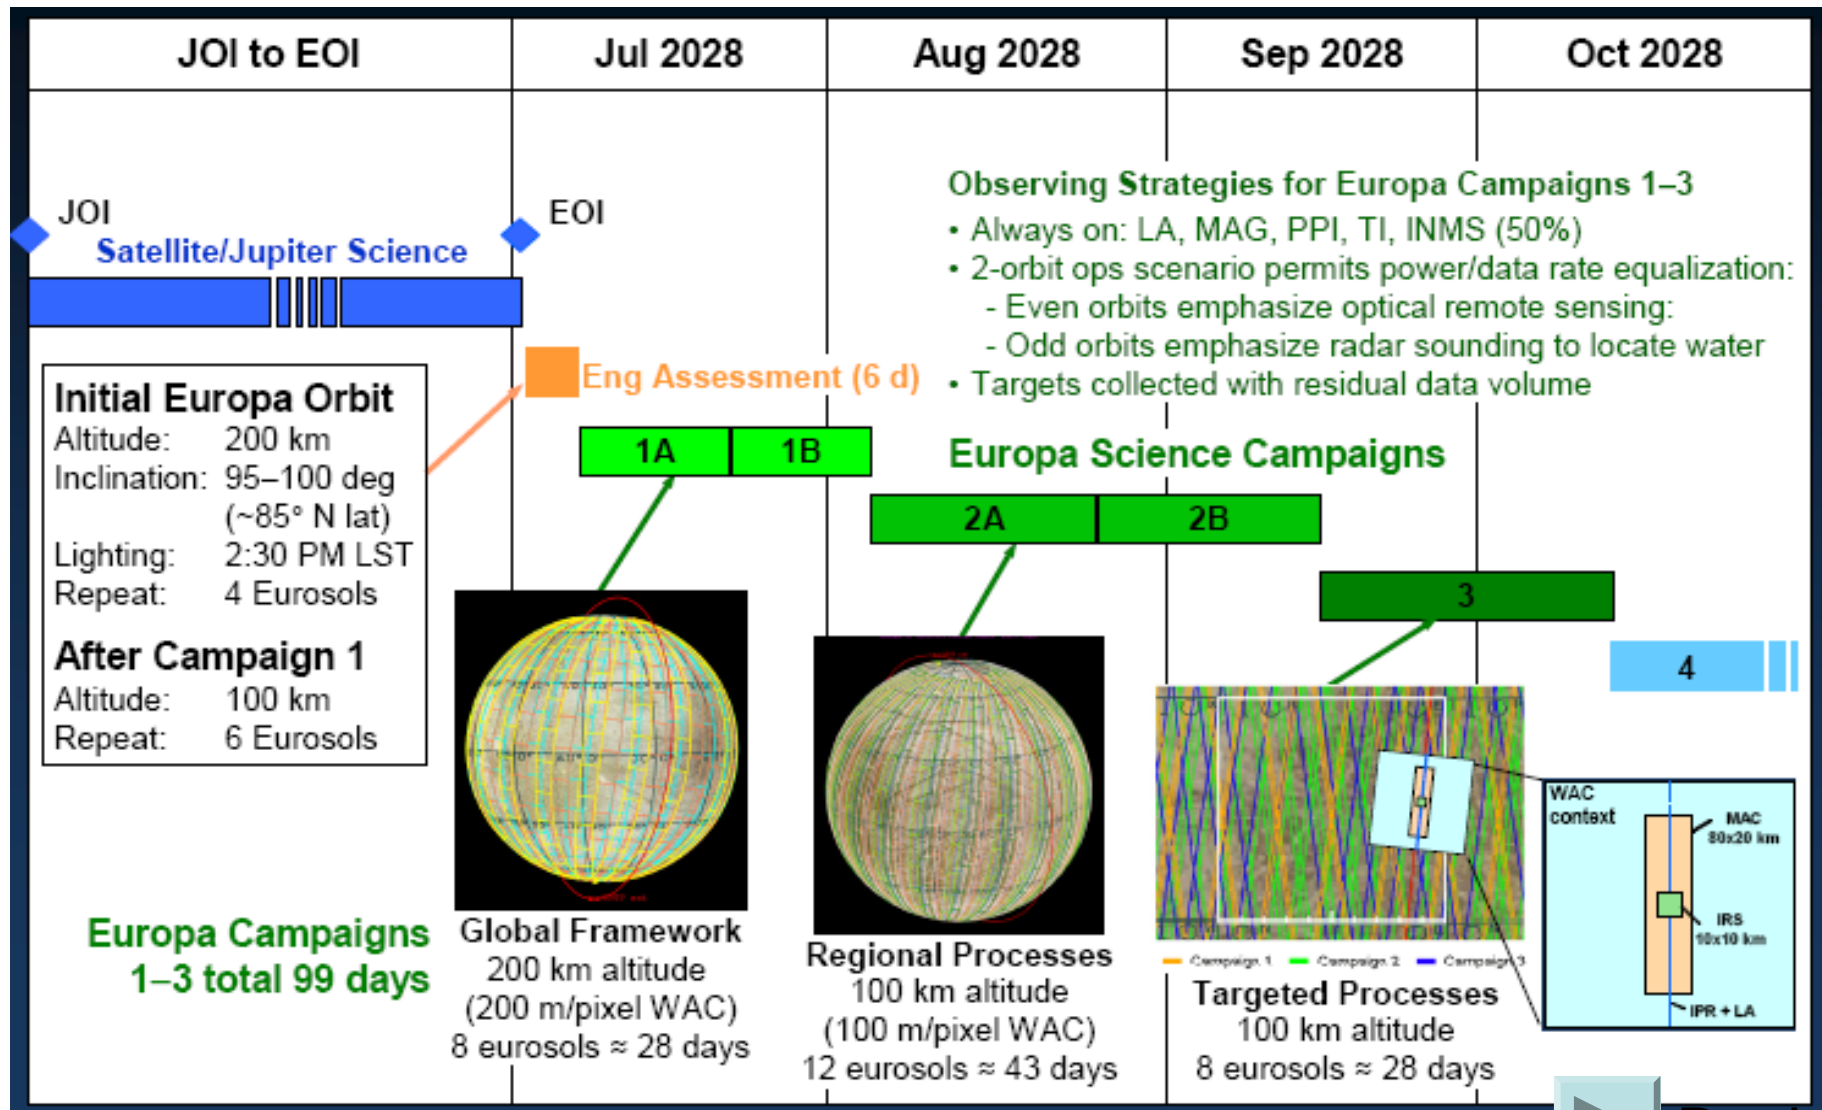 JOI to EOI
Jul 2028
Aug 2028
Sep 2028
Oct 2028
JOI
EOI
Satellite/Jupiter Science
Observing Strategies for Europa Campaigns 1–3
• Always on: LA, MAG, PPI, TI, INMS (50%)
• 2-orbit ops scenario permits power/data rate equalization:
- Even orbits emphasize optical remote sensing:
- Odd orbits emphasize radar sounding to locate water
• Targets collected with residual data volume
Eng Assessment (6 d)
Initial Europa Orbit
Altitude: 200 km
Inclination: 95–100 deg
(~85° N lat)
Lighting: 2:30 PM LST
Repeat: 4 Eurosols
After Campaign 1
Altitude: 100 km
Repeat: 6 Eurosols
1A
1B
Europa Science Campaigns
2A
2B
3
4
Europa Campaigns
1–3 total 99 days
Global Framework
200 km altitude
(200 m/pixel WAC)
8 eurosols ≈ 28 days
Regional Processes
100 km altitude
(100 m/pixel WAC)
12 eurosols ≈ 43 days
Campaign 1
Campaign 2
Campaign 3
Targeted Processes
100 km altitude
8 eurosols ≈ 28 days
WAC
context
MAC
80x20 km
IRS
10x10 km
IPR + LA